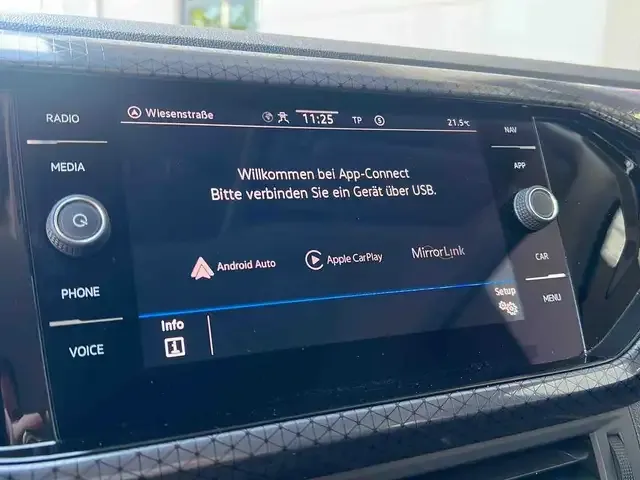 RADIO
MEDIA
PHONE
VOICE
Wiesenstraße 11:25 TP S 21.5°C
Willkommen bei App-Connect
Bitte verbinden Sie ein Gerät über USB.
Android Auto Apple CarPlay MirrorLink
Info
Setup
NAV
APP
CAR
MENU